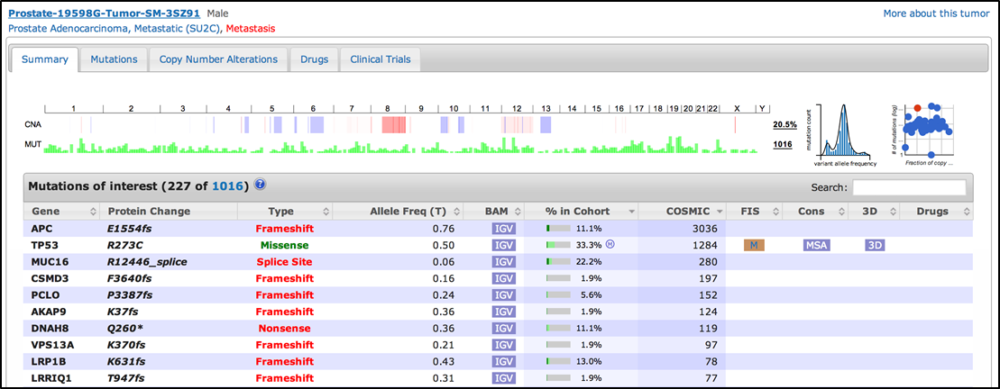 Prostate-19598G-Tumor-SM-3SZ91 Male More about this tumor
Prostate Adenocarcinoma, Metastatic (SU2C), Metastasis
Summary Mutations Copy Number Alterations Drugs Clinical Trials
1 2 3 4 5 6 7 8 9 10 11 12 13 14 15 16 17 18 19 20 21 22 X Y
CNA 20.5%
MUT 1016
mutation count
variant allele frequency
# of mutations (log)
Fraction of copy ...
Mutations of interest (227 of 1016) ? Search:
Gene Protein Change Type Allele Freq (T) BAM % in Cohort COSMIC FIS Cons 3D Drugs
APC E1554fs Frameshift 0.76 IGV 11.1% 3036
TP53 R273C Missense 0.50 IGV 33.3% M 1284 M MSA 3D
MUC16 R12446_splice Splice Site 0.06 IGV 22.2% 280
CSMD3 F3640fs Frameshift 0.16 IGV 1.9% 197
PCLO P3387fs Frameshift 0.24 IGV 5.6% 152
AKAP9 K37fs Frameshift 0.36 IGV 1.9% 124
DNAH8 Q260* Nonsense 0.36 IGV 11.1% 119
VPS13A K370fs Frameshift 0.21 IGV 1.9% 97
LRP1B K631fs Frameshift 0.43 IGV 13.0% 78
LRRIQ1 T947fs Frameshift 0.31 IGV 1.9% 77